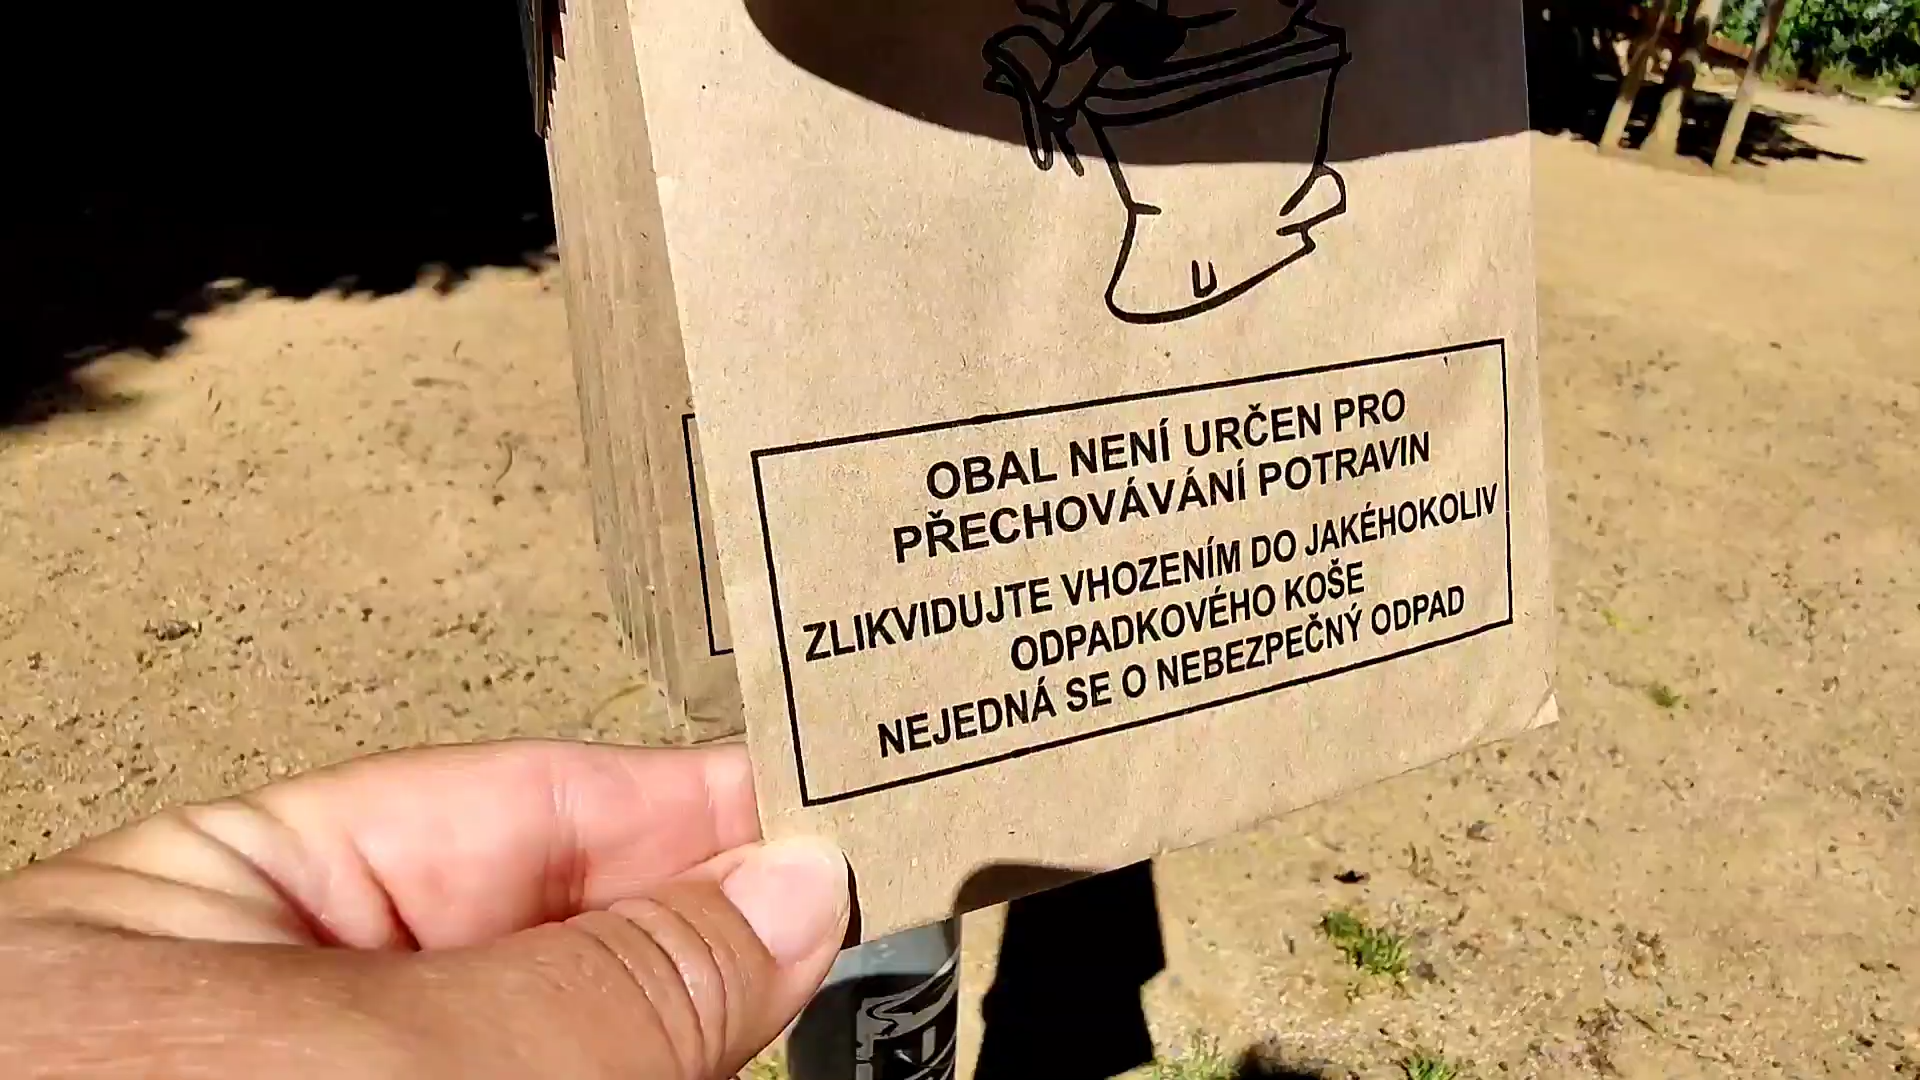 OBAL NENÍ URČEN PRO
PŘECHOVÁVÁNÍ POTRAVIN
ZLIKVIDUJTE VHOZENÍM DO JAKÉHOKOLIV
ODPADKOVÉHO KOŠE
NEJEDNÁ SE O NEBEZPEČNÝ ODPAD